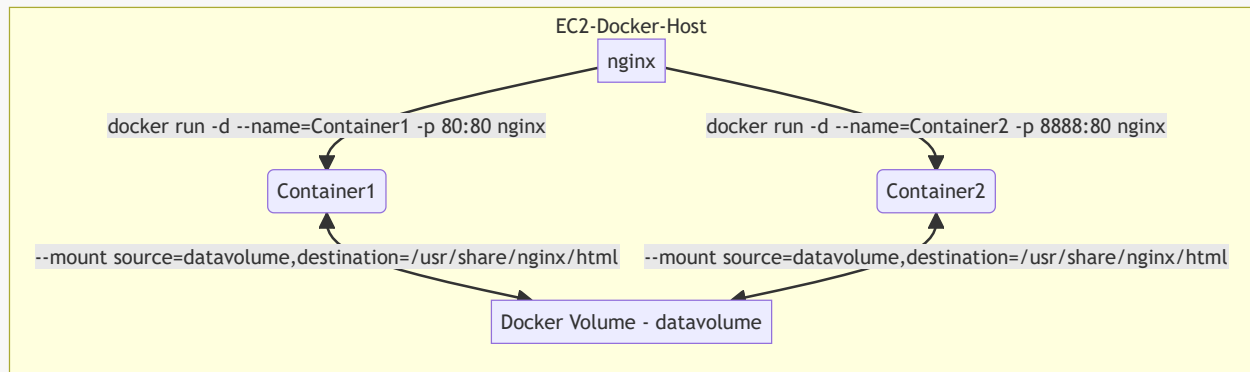 EC2-Docker-Host
nginx
docker run -d --name=Container1 -p 80:80 nginx
docker run -d --name=Container2 -p 8888:80 nginx
Container1
Container2
--mount source=datavolume,destination=/usr/share/nginx/html
--mount source=datavolume,destination=/usr/share/nginx/html
Docker Volume - datavolume